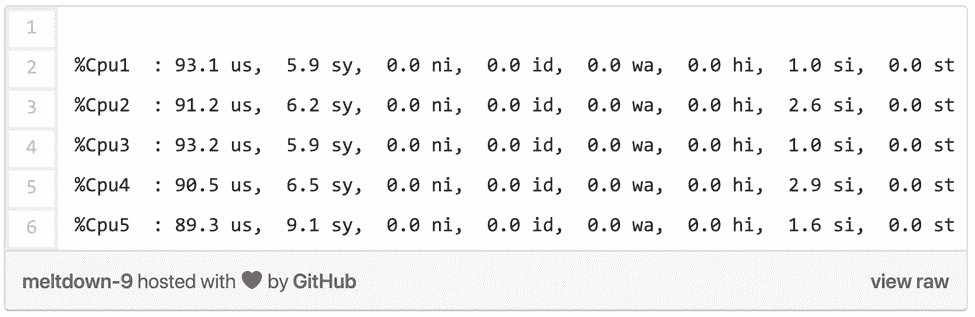 1
2 %Cpu1  : 93.1 us,  5.9 sy,  0.0 ni,  0.0 id,  0.0 wa,  0.0 hi,  1.0 si,  0.0 st
3 %Cpu2  : 91.2 us,  6.2 sy,  0.0 ni,  0.0 id,  0.0 wa,  0.0 hi,  2.6 si,  0.0 st
4 %Cpu3  : 93.2 us,  5.9 sy,  0.0 ni,  0.0 id,  0.0 wa,  0.0 hi,  1.0 si,  0.0 st
5 %Cpu4  : 90.5 us,  6.5 sy,  0.0 ni,  0.0 id,  0.0 wa,  0.0 hi,  2.9 si,  0.0 st
6 %Cpu5  : 89.3 us,  9.1 sy,  0.0 ni,  0.0 id,  0.0 wa,  0.0 hi,  1.6 si,  0.0 st
meltdown-9 hosted with ❤ by GitHub view raw